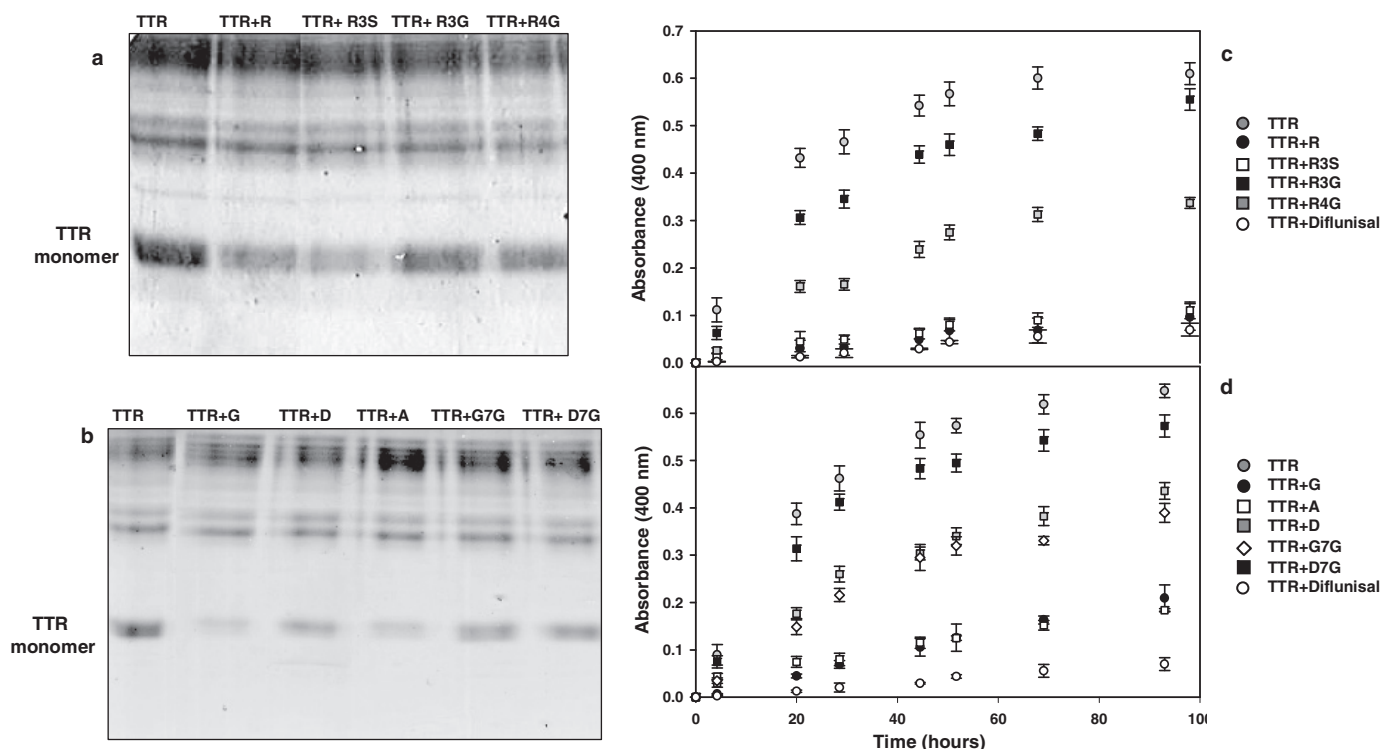 a
TTR TTR+R TTR+ R3S TTR+ R3G TTR+R4G
TTR
monomer
b
TTR TTR+G TTR+D TTR+A TTR+G7G TTR+ D7G
TTR
monomer
c
Absorbance (400 nm)
0.7
0.6
0.5
0.4
0.3
0.2
0.1
0.0
TTR
TTR+R
TTR+R3S
TTR+R3G
TTR+R4G
TTR+Diflunisal
d
Absorbance (400 nm)
0.6
0.5
0.4
0.3
0.2
0.1
0.0
0 20 40 60 80 100
Time (hours)
TTR
TTR+G
TTR+A
TTR+D
TTR+G7G
TTR+D7G
TTR+Diflunisal